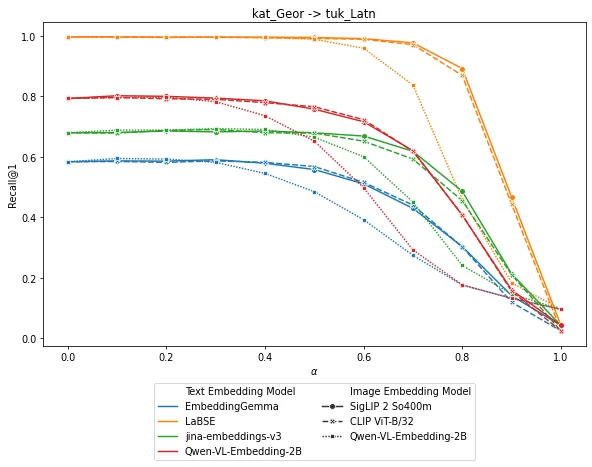 kat_Geor -> tuk_Latn
Recall@1
1.0
0.8
0.6
0.4
0.2
0.0
0.0 0.2 0.4 0.6 0.8 1.0
α
Text Embedding Model Image Embedding Model
EmbeddingGemma SigLIP 2 So400m
LaBSE CLIP ViT-B/32
jina-embeddings-v3 Qwen-VL-Embedding-2B
Qwen-VL-Embedding-2B